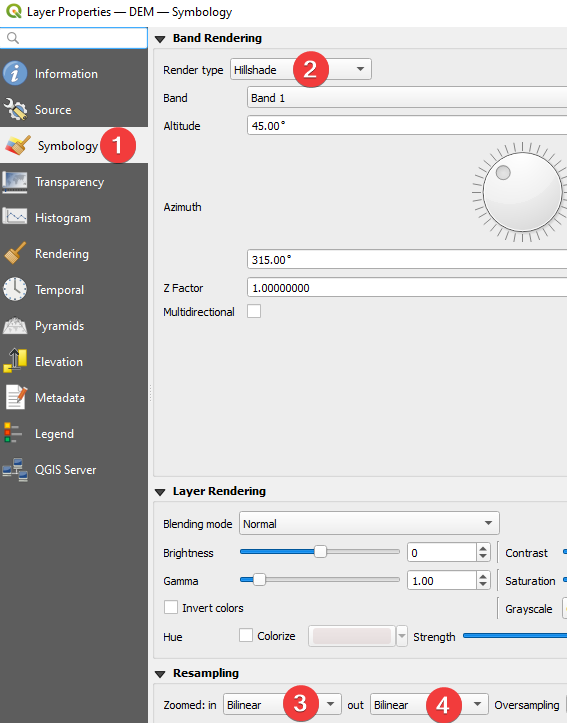 Layer Properties — DEM — Symbology
Information
Source
Symbology 1
Transparency
Histogram
Rendering
Temporal
Pyramids
Elevation
Metadata
Legend
QGIS Server
Band Rendering
Render type Hillshade 2
Band Band 1
Altitude 45.00°
Azimuth
315.00°
Z Factor 1.00000000
Multidirectional
Layer Rendering
Blending mode Normal
Brightness 0 Contrast
Gamma 1.00 Saturation
Invert colors Grayscale
Hue Colorize Strength
Resampling
Zoomed: in Bilinear 3 out Bilinear 4 Oversampling